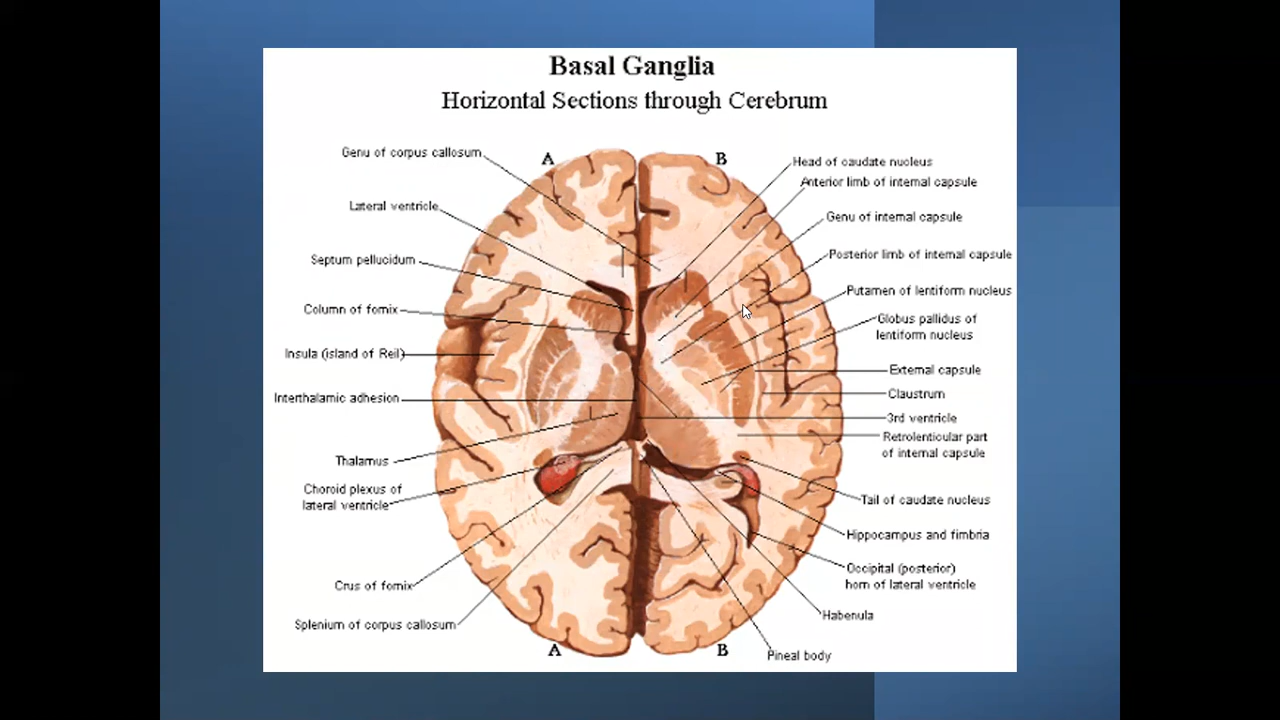 Basal Ganglia
Horizontal Sections through Cerebrum
A
B
Genu of corpus callosum
Lateral ventricle
Septum pellucidum
Column of fornix
Insula (island of Reil)
Interthalamic adhesion
Thalamus
Choroid plexus of
lateral ventricle
Crus of fornix
Splenium of corpus callosum
Head of caudate nucleus
Anterior limb of internal capsule
Genu of internal capsule
Posterior limb of internal capsule
Putamen of lentiform nucleus
Globus pallidus of
lentiform nucleus
External capsule
Claustrum
3rd ventricle
Retrolenticular part
of internal capsule
Tail of caudate nucleus
Hippocampus and fimbria
Occipital (posterior)
horn of lateral ventricle
Habenula
Pineal body
A
B